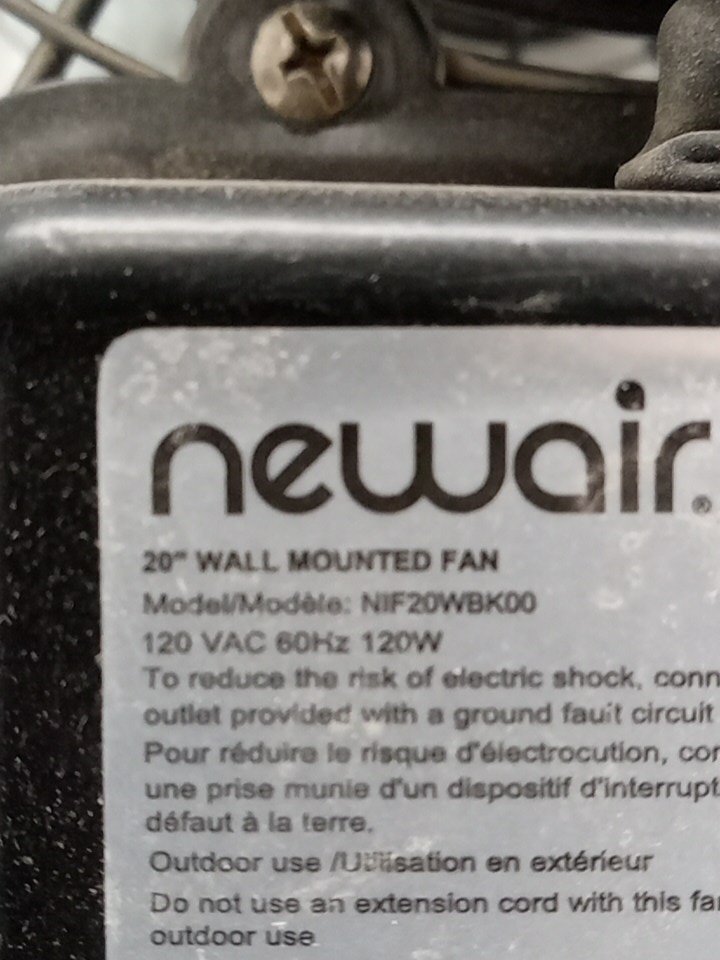 newair®
20" WALL MOUNTED FAN
Model/Modèle: NIF20WBK00
120 VAC 60Hz 120W
To reduce the risk of electric shock, conn
outlet provided with a ground fault circuit
Pour réduire le risque d'électrocution, con
une prise munie d'un dispositif d'interrupt
défaut à la terre.
Outdoor use /Utilisation en extérieur
Do not use an extension cord with this fan
outdoor use